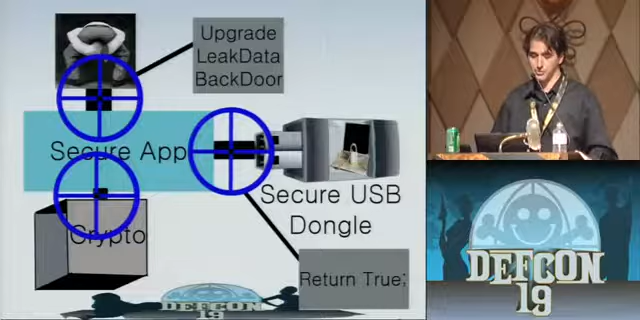 Upgrade
LeakData
BackDoor
Secure App
Secure USB
Dongle
Crypto
Return True;
DEFCON
19
DEFCON
19